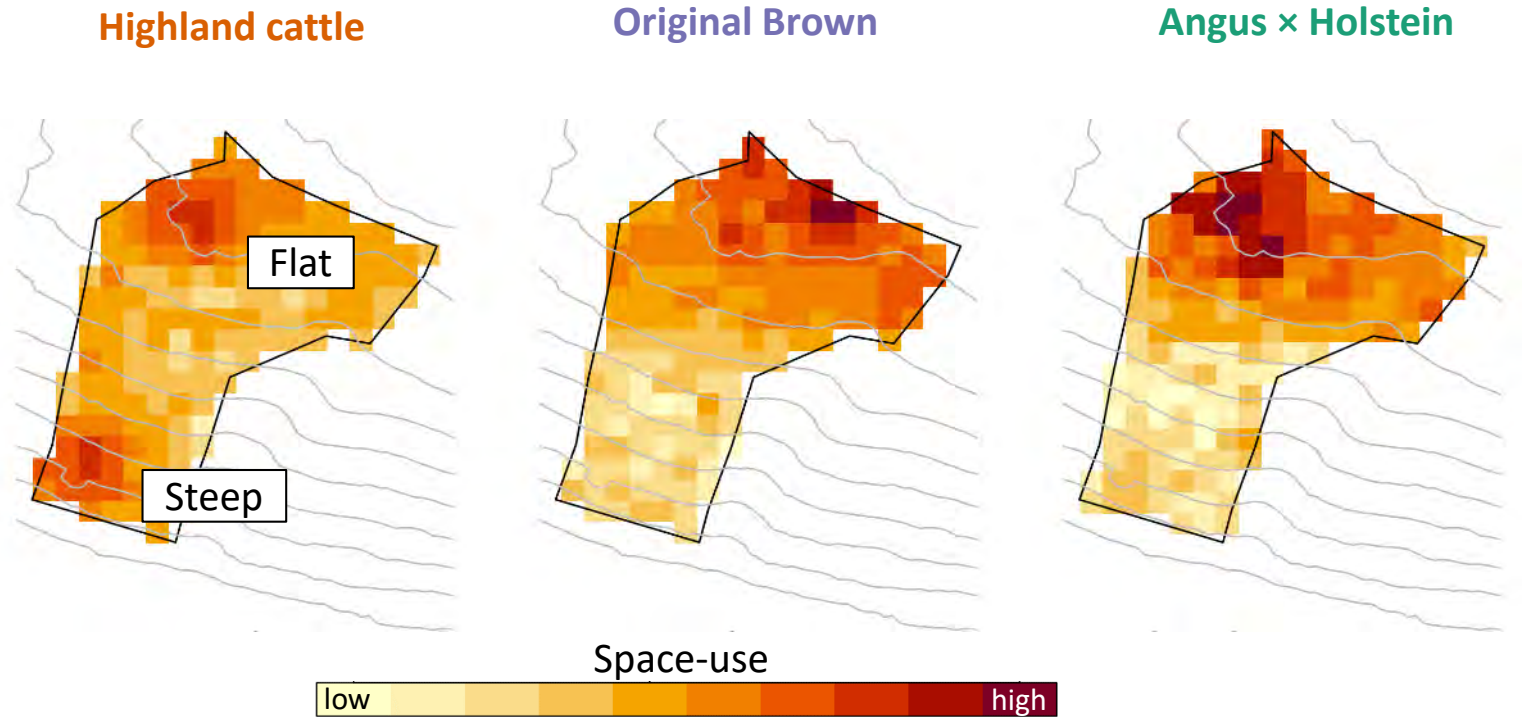 Highland cattle
Original Brown
Angus × Holstein
Flat
Steep
Space-use
low
high